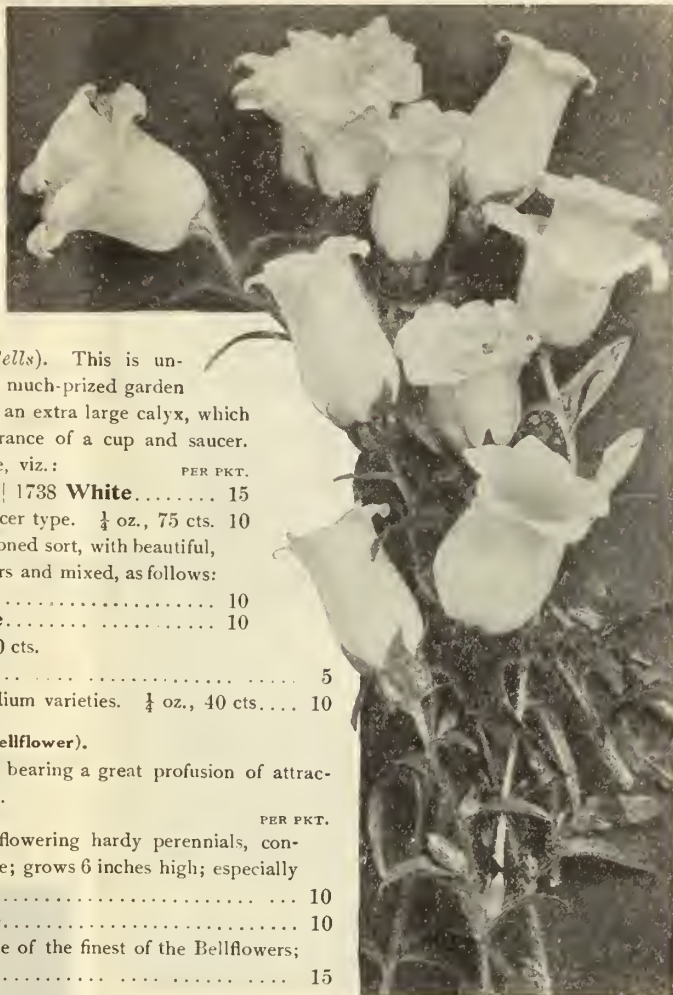 ells). This is un-
much-prized garden
an extra large calyx, which
rance of a cup and saucer.
e, viz.: PER PKT.
| 1738 White........ 15
cer type. ¼ oz., 75 cts. 10
oned sort, with beautiful,
rs and mixed, as follows:
........................ 10
e........................ 10
0 cts.
........................ 5
lium varieties. ¼ oz., 40 cts.... 10
ellflower).
bearing a great profusion of attrac-
.
PER PKT.
flowering hardy perennials, con-
e; grows 6 inches high; especially
........................ 10
........................ 10
e of the finest of the Bellflowers;
........................ 15